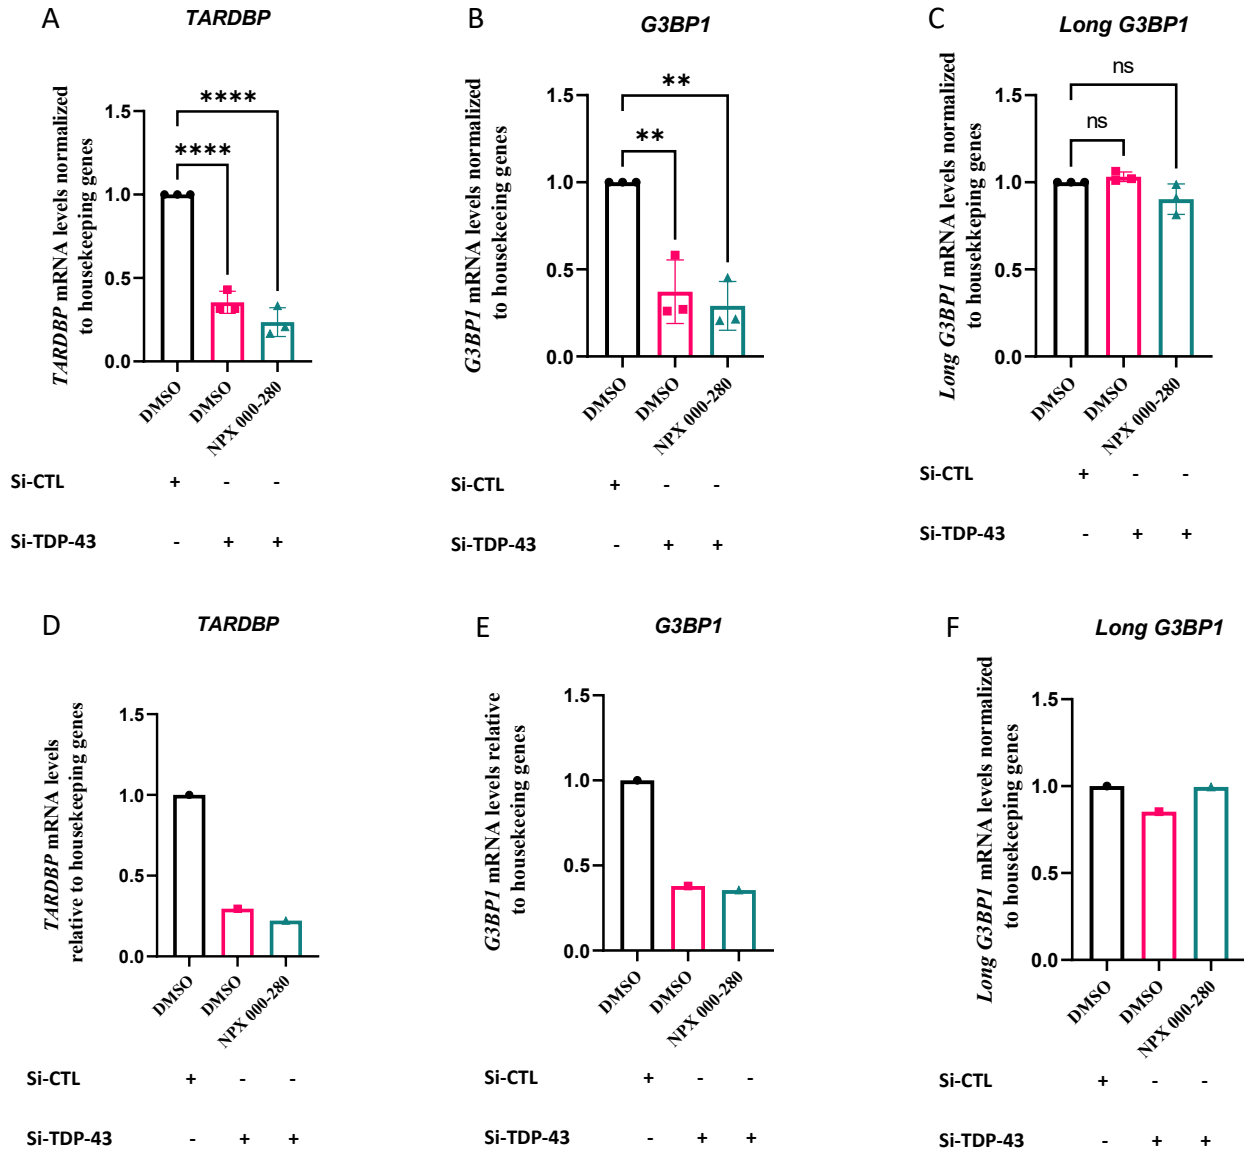 A
TARDBP
TARDBP mRNA levels normalized
to housekeeping genes
1.5
1.0
0.5
0.0
****
****
DMSO
DMSO
NPX 000-280
Si-CTL + - -
Si-TDP-43 - + +
B
G3BP1
G3BP1 mRNA levels normalized
to housekeeing genes
1.5
1.0
0.5
0.0
**
**
DMSO
DMSO
NPX 000-280
Si-CTL + - -
Si-TDP-43 - + +
C
Long G3BP1
Long G3BP1 mRNA levels normalized
to housekkeping genes
1.5
1.0
0.5
0.0
ns
ns
DMSO
DMSO
NPX 000-280
Si-CTL + - -
Si-TDP-43 - + +
D
TARDBP
TARDBP mRNA levels
relative to housekeeping genes
1.5
1.0
0.5
0.0
DMSO
DMSO
NPX 000-280
Si-CTL + - -
Si-TDP-43 - + +
E
G3BP1
G3BP1 mRNA levels relative
to housekeeing genes
1.5
1.0
0.5
0.0
DMSO
DMSO
NPX 000-280
Si-CTL + - -
Si-TDP-43 - + +
F
Long G3BP1
Long G3BP1 mRNA levels normalized
to housekeeping genes
1.5
1.0
0.5
0.0
DMSO
DMSO
NPX 000-280
Si-CTL + - -
Si-TDP-43 - + +